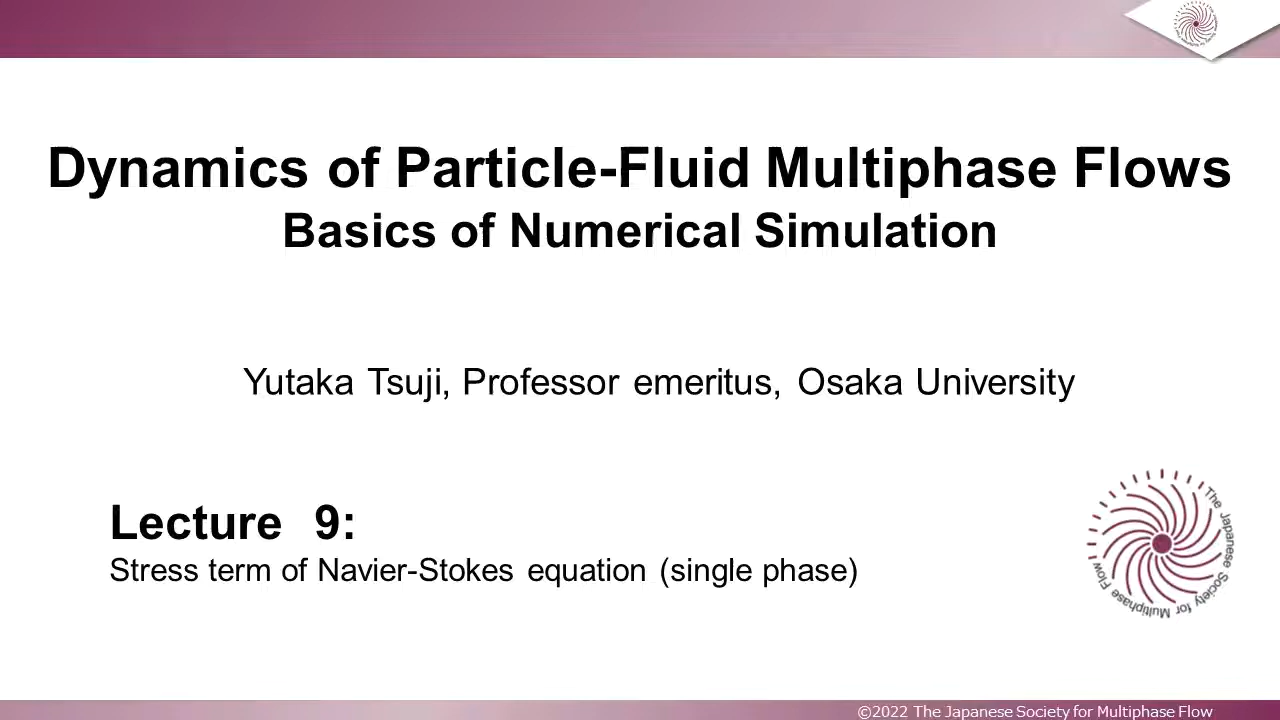 Dynamics of Particle-Fluid Multiphase Flows
Basics of Numerical Simulation
Yutaka Tsuji, Professor emeritus, Osaka University
Lecture 9:
Stress term of Navier-Stokes equation (single phase)
The Japanese Society for Multiphase Flow
©2022 The Japanese Society for Multiphase Flow